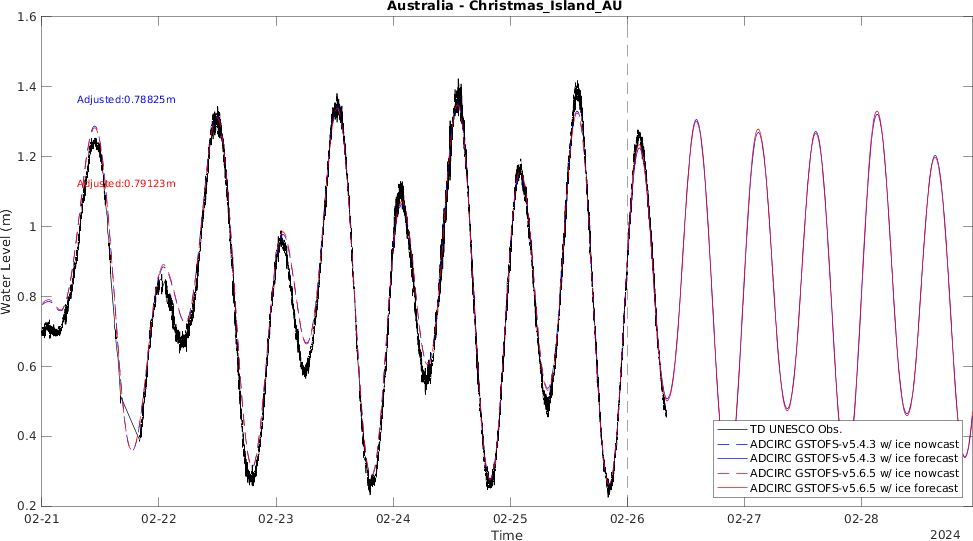 Australia - Christmas_Island_AU
1.6
1.4
1.2
1
0.8
0.6
0.4
0.2
Water Level (m)
Adjusted:0.78825m
Adjusted:0.79123m
TD UNESCO Obs.
ADCIRC GSTOFS-v5.4.3 w/ ice nowcast
ADCIRC GSTOFS-v5.4.3 w/ ice forecast
ADCIRC GSTOFS-v5.6.5 w/ ice nowcast
ADCIRC GSTOFS-v5.6.5 w/ ice forecast
02-21 02-22 02-23 02-24 02-25 02-26 02-27 02-28
Time
2024